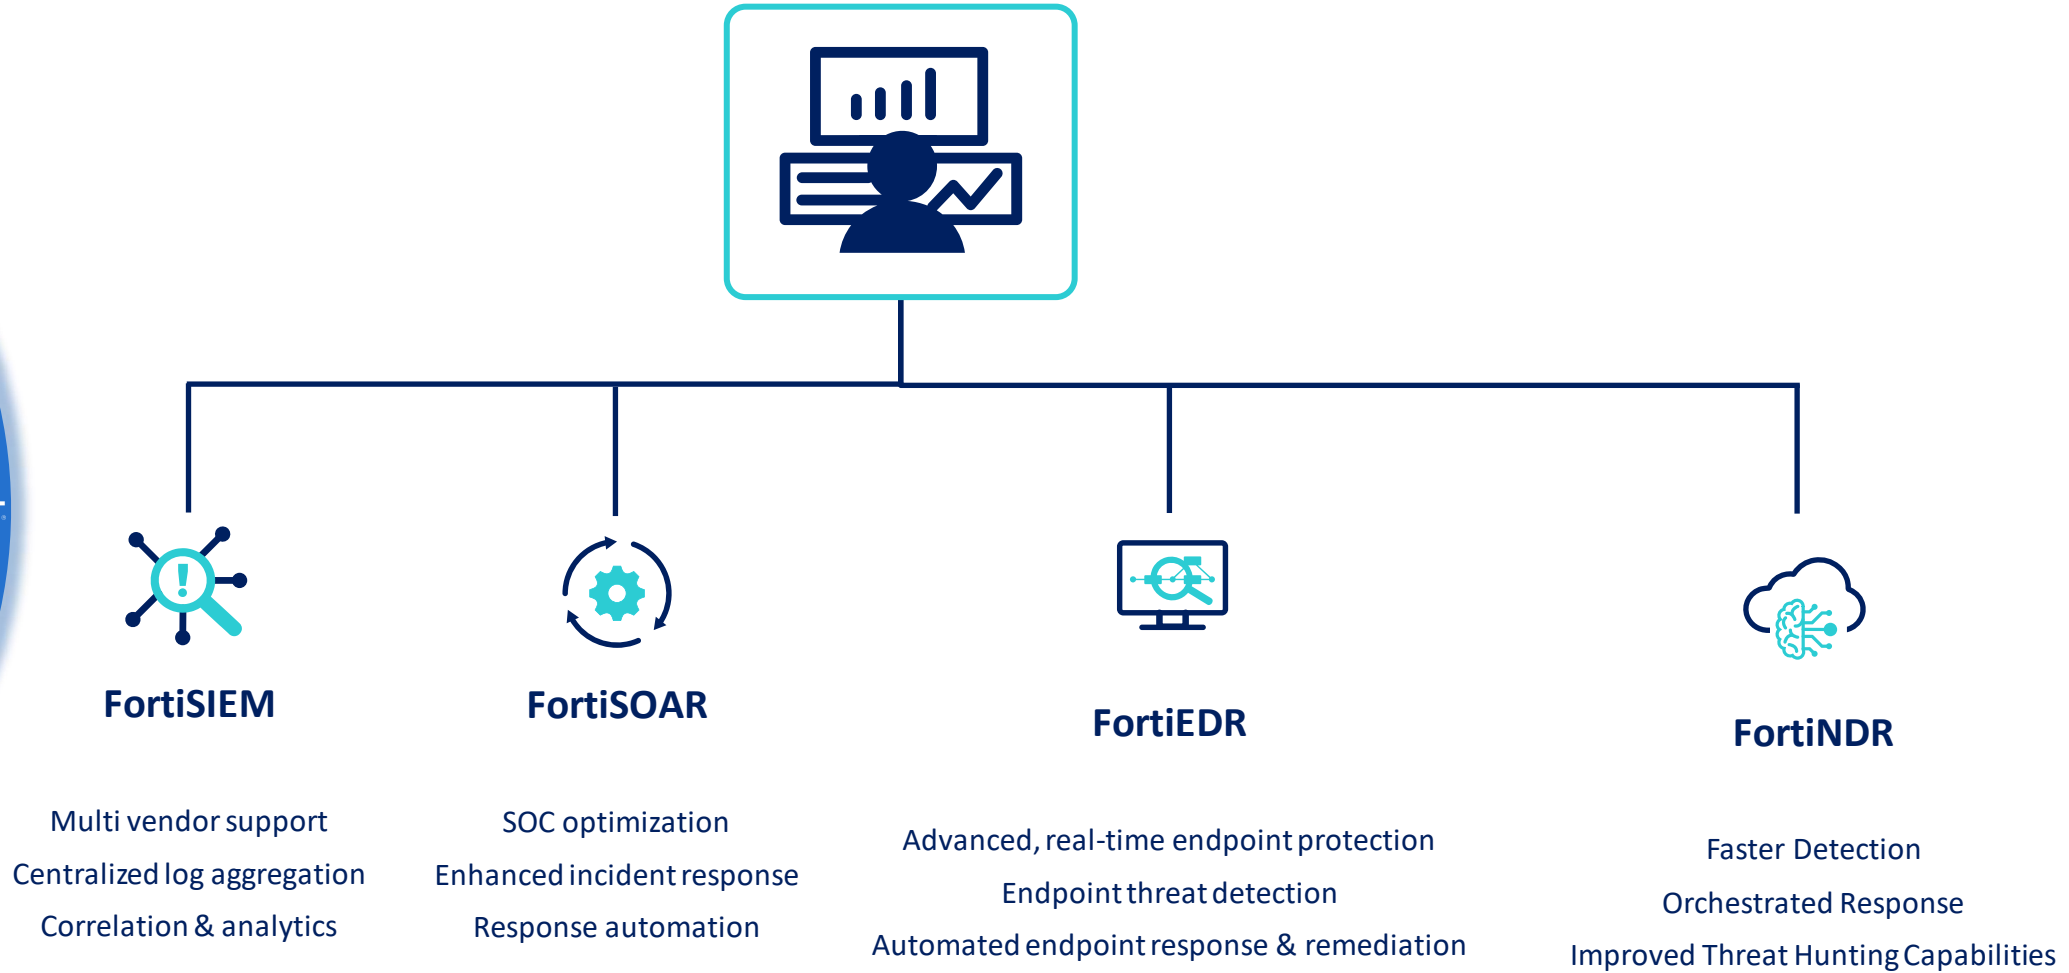 FortiSIEM
Multi vendor support
Centralized log aggregation
Correlation & analytics
FortiSOAR
SOC optimization
Enhanced incident response
Response automation
FortiEDR
Advanced, real-time endpoint protection
Endpoint threat detection
Automated endpoint response & remediation
FortiNDR
Faster Detection
Orchestrated Response
Improved Threat Hunting Capabilities